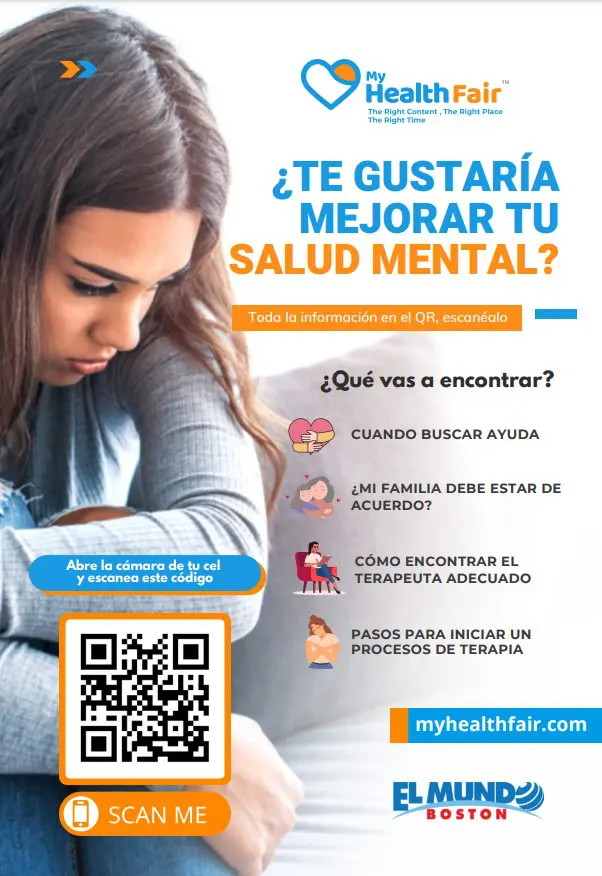 My
HealthFair™
The Right Content , The Right Place
The Right Time
¿TE GUSTARÍA
MEJORAR TU
SALUD MENTAL?
Toda la información en el QR, escanéalo
¿Qué vas a encontrar?
CUANDO BUSCAR AYUDA
¿MI FAMILIA DEBE ESTAR DE
ACUERDO?
CÓMO ENCONTRAR EL
TERAPEUTA ADECUADO
PASOS PARA INICIAR UN
PROCESOS DE TERAPIA
Abre la cámara de tu cel
y escanea este código
SCAN ME
myhealthfair.com
EL MUNDO
BOSTON